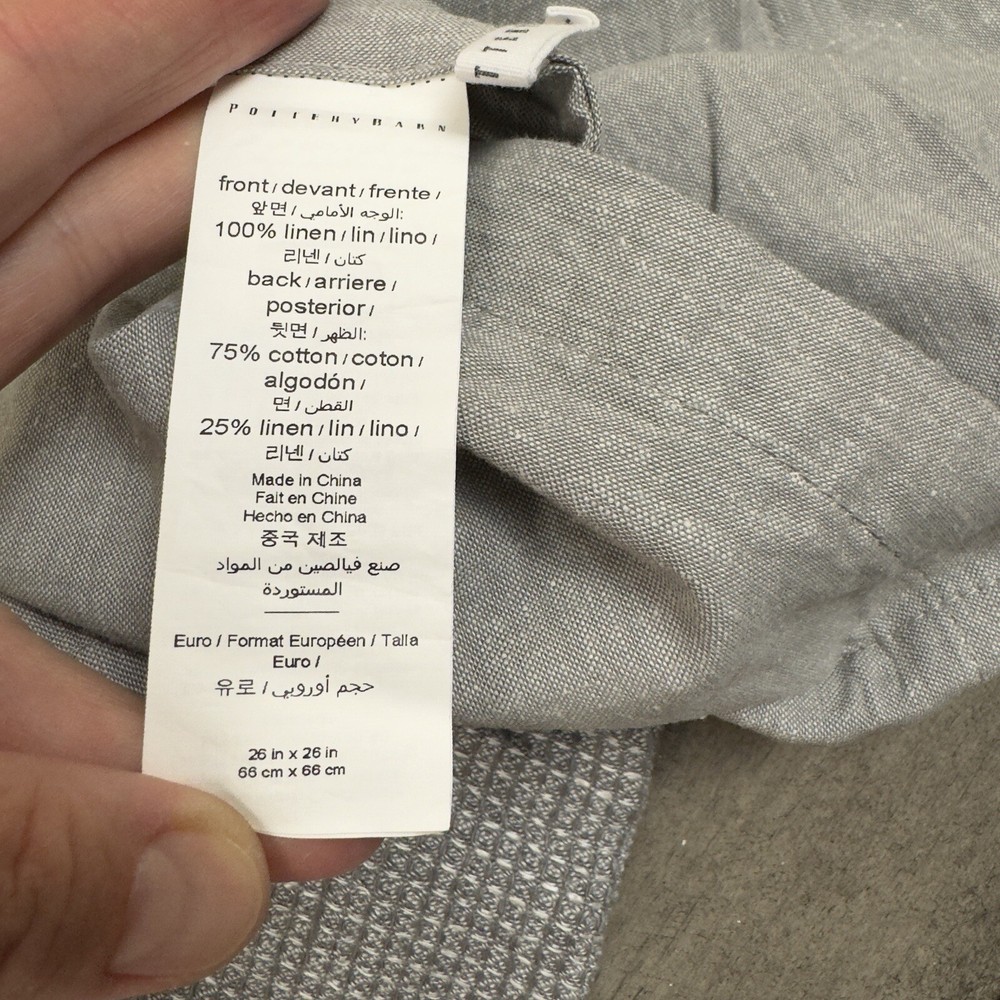 POTTERYBARN
front / devant / frente /
앞면 / الوجه الأمامي:
100% linen / lin / lino /
리넨 / كتان
back / arriere /
posterior /
뒷면 / الظهر:
75% cotton / coton /
algodón /
면 / القطن
25% linen / lin / lino /
리넨 / كتان
Made in China
Fait en Chine
Hecho en China
중국 제조
صنع فيالصين من المواد
المستوردة
Euro / Format Européen / Talla
Euro /
유로 / حجم أوروبي
26 in x 26 in
66 cm x 66 cm